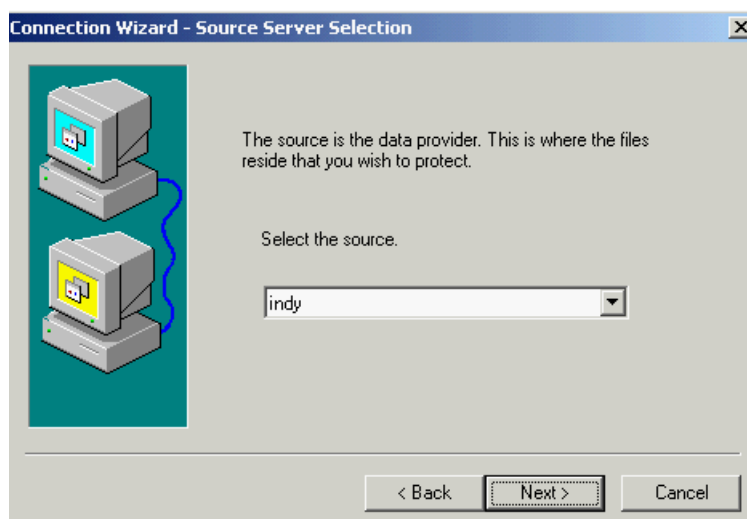 Connection Wizard - Source Server Selection
The source is the data provider. This is where the files
reside that you wish to protect.
Select the source.
indy
< Back
Next >
Cancel